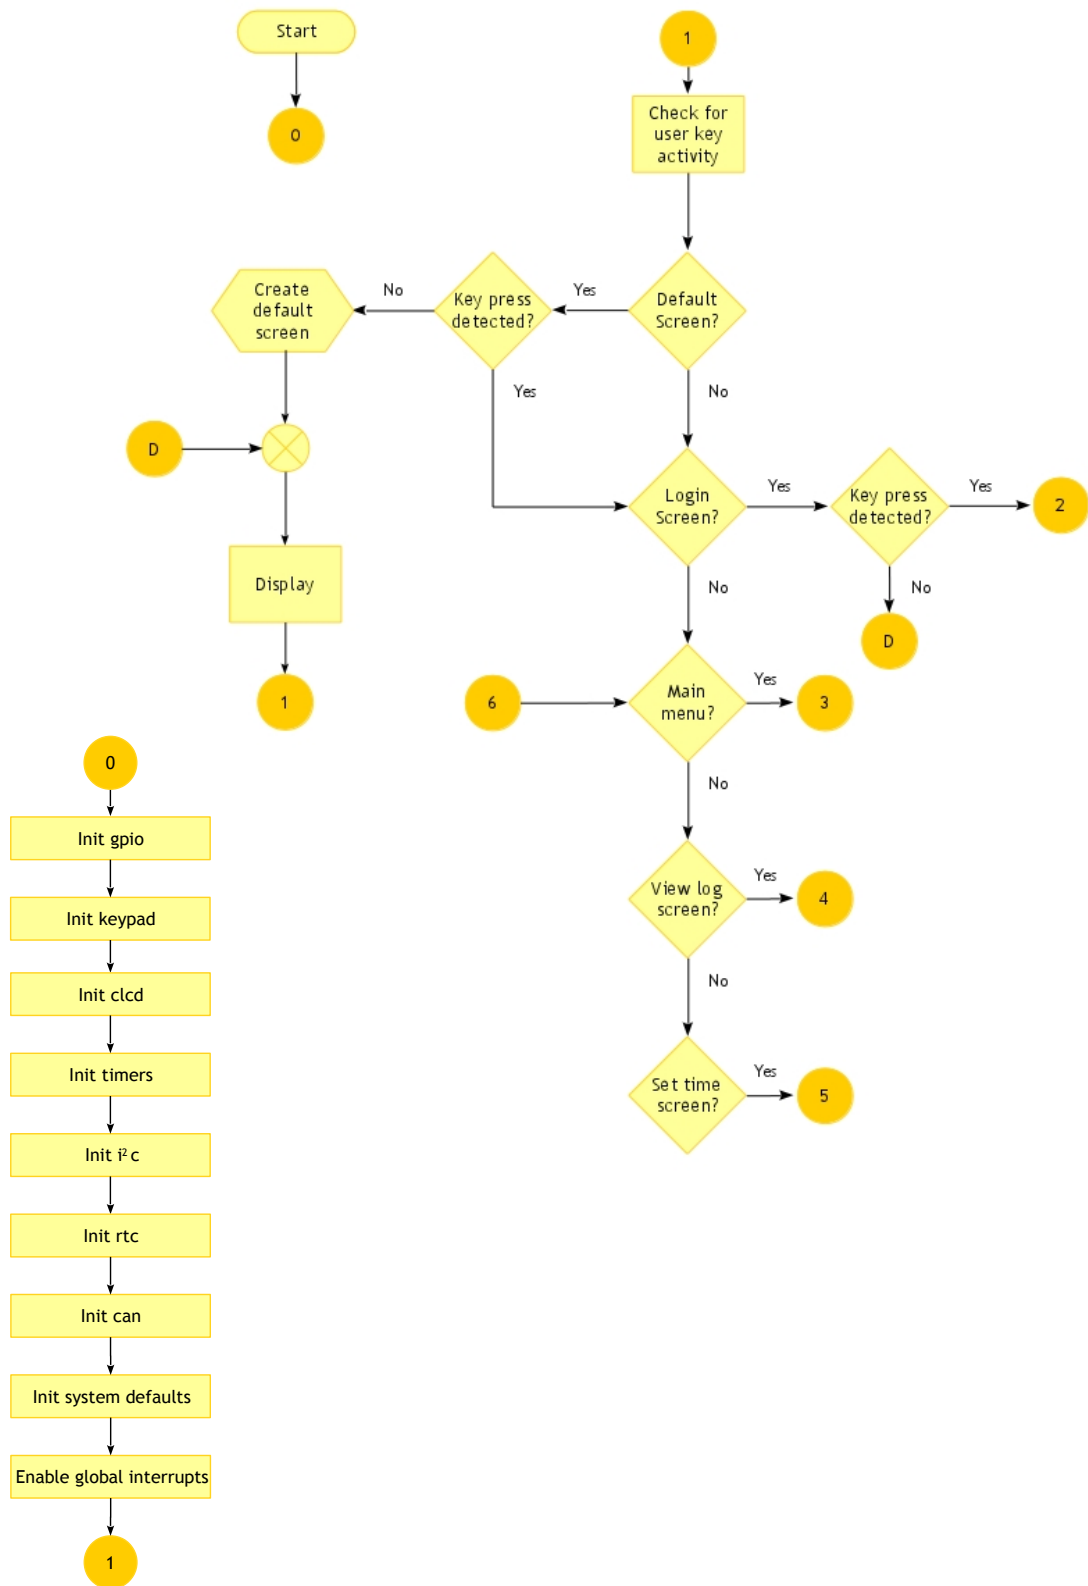 Start
0
1
Check for
user key
activity
Default
Screen?
Yes
No
Key press
detected?
No
Yes
Create
default
screen
D
Display
1
Login
Screen?
Yes
No
Key press
detected?
Yes
2
No
D
6
Main
menu?
Yes
3
No
View log
screen?
Yes
4
No
Set time
screen?
Yes
5
0
Init gpio
Init keypad
Init clcd
Init timers
Init i² c
Init rtc
Init can
Init system defaults
Enable global interrupts
1